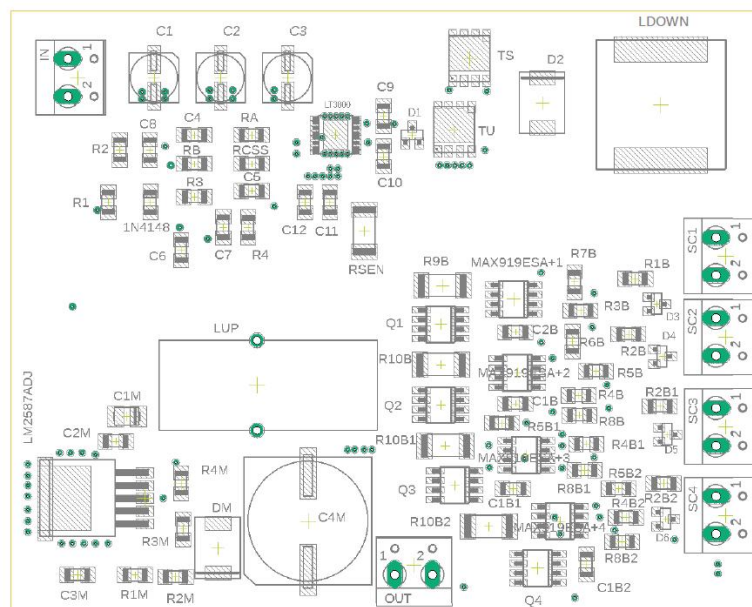 C1
C2
C3
LDOWN
IN
1
2
TS
D2
C9
D1
TU
LT3800
C4
RA
C8
R2
RB
RCSS
C10
R3
C5
R1
1N4148
C12
C11
C7
R4
C6
RSEN
SC1
1
2
R7B
R9B
MAX919ESA+1
R1B
R3B
D3
Q1
C2B
R6B
D4
SC2
1
2
LUP
R2B
R10B
MAX919ESA+2
R5B
LM2587ADJ
C1M
Q2
C1B
R4B
R2B1
R8B
SC3
1
2
R5B1
C2M
R10B1
R4B1
D5
MAX919ESA+3
R4M
R5B2
R2B2
Q3
R8B1
SC4
1
2
DM
C1B1
R4B2
C4M
R10B2
MAX919ESA+4
R3M
D6
R8B2
1
2
C3M
R1M
R2M
OUT
Q4
C1B2